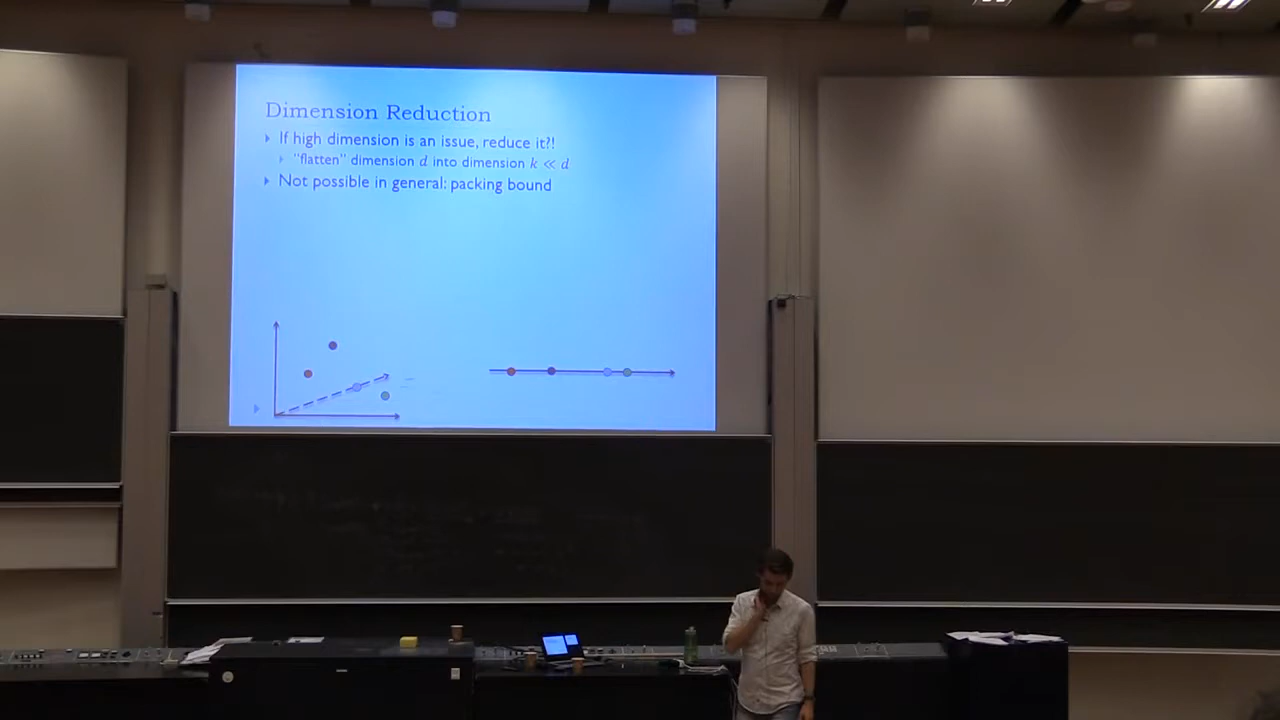 Dimension Reduction
If high dimension is an issue, reduce it?!
"flatten" dimension d into dimension k ≪ d
Not possible in general: packing bound